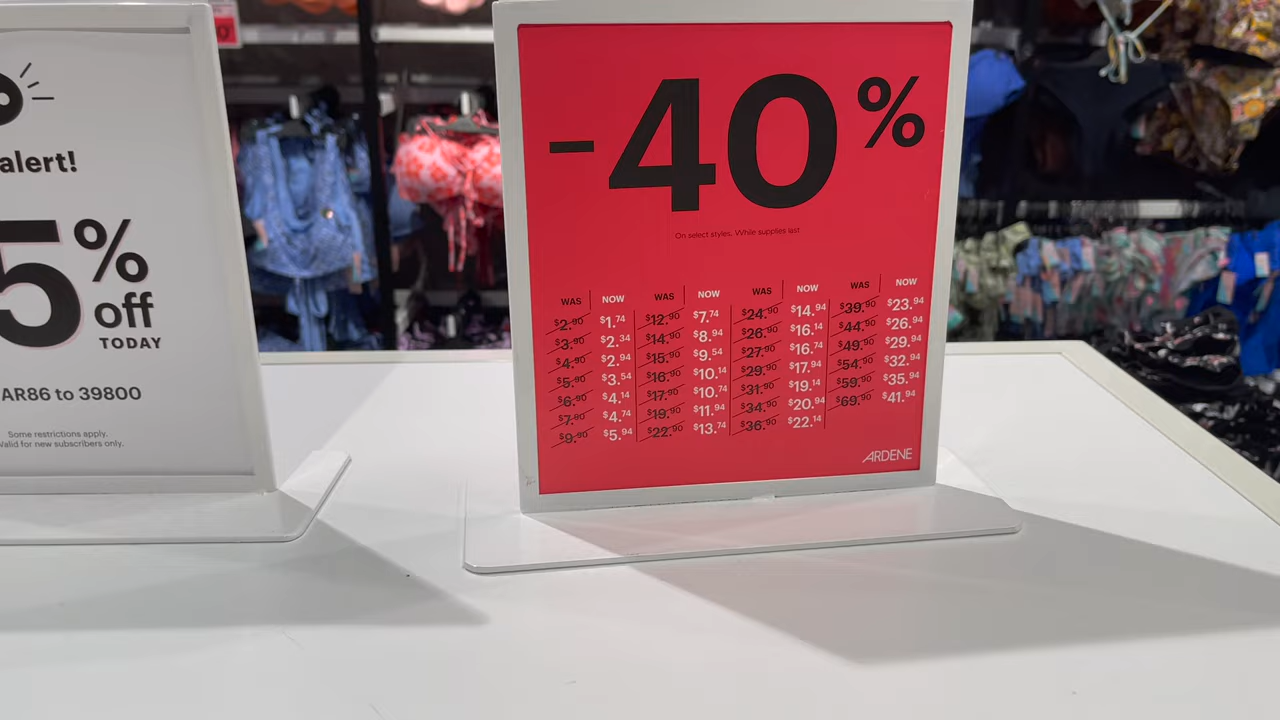 alert!
5%
off
TODAY
AR86 to 39800
Some restrictions apply.
Valid for new subscribers only.
-40%
On select styles. While supplies last
WAS NOW WAS NOW WAS NOW WAS NOW
$2.90 $1.74 $12.90 $7.74 $24.90 $14.94 $39.90 $23.94
$3.90 $2.34 $14.90 $8.94 $26.90 $16.14 $44.90 $26.94
$4.90 $2.94 $15.90 $9.54 $27.90 $16.74 $49.90 $29.94
$5.90 $3.54 $16.90 $10.14 $29.90 $17.94 $54.90 $32.94
$6.90 $4.14 $17.90 $10.74 $31.90 $19.14 $59.90 $35.94
$7.90 $4.74 $19.90 $11.94 $34.90 $20.94 $69.90 $41.94
$9.90 $5.94 $22.90 $13.74 $36.90 $22.14
ARDENE